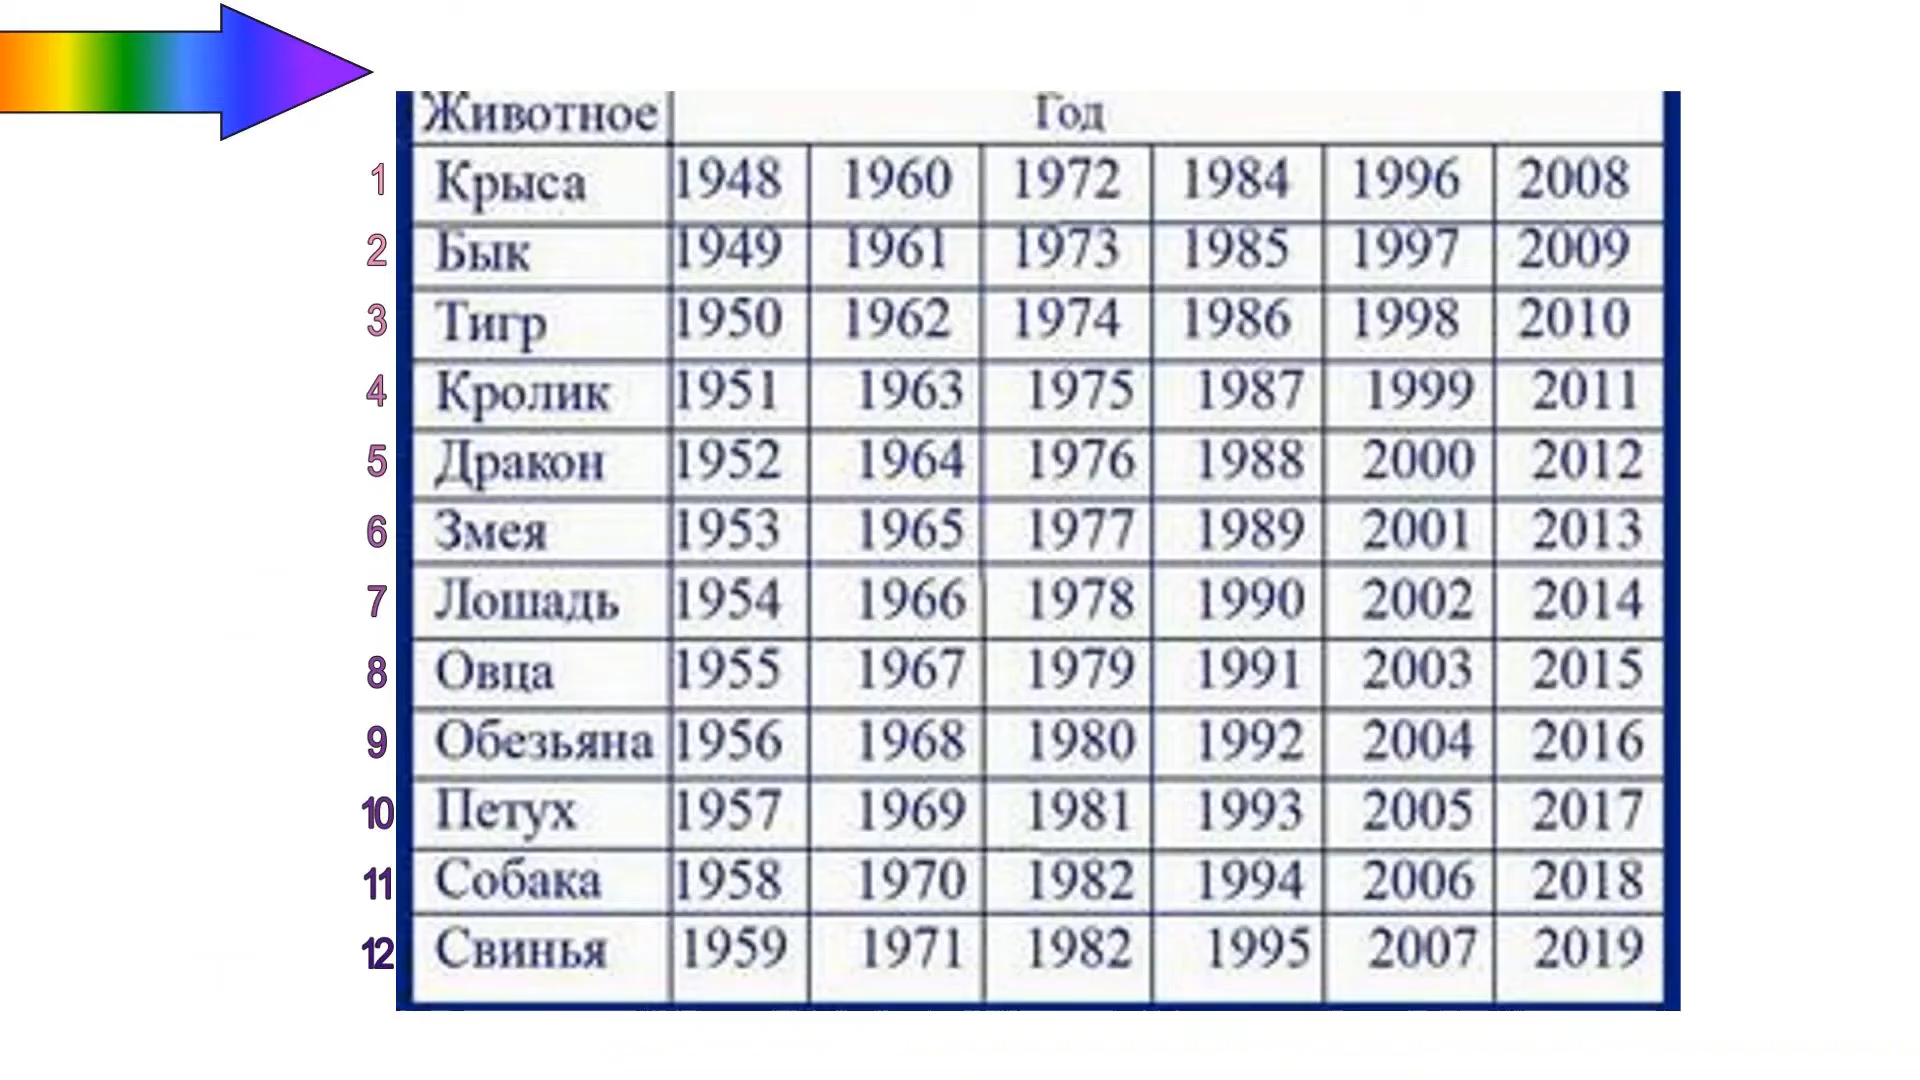 Животное Год
1 Крыса 1948 1960 1972 1984 1996 2008
2 Бык 1949 1961 1973 1985 1997 2009
3 Тигр 1950 1962 1974 1986 1998 2010
4 Кролик 1951 1963 1975 1987 1999 2011
5 Дракон 1952 1964 1976 1988 2000 2012
6 Змея 1953 1965 1977 1989 2001 2013
7 Лошадь 1954 1966 1978 1990 2002 2014
8 Овца 1955 1967 1979 1991 2003 2015
9 Обезьяна 1956 1968 1980 1992 2004 2016
10 Петух 1957 1969 1981 1993 2005 2017
11 Собака 1958 1970 1982 1994 2006 2018
12 Свинья 1959 1971 1982 1995 2007 2019